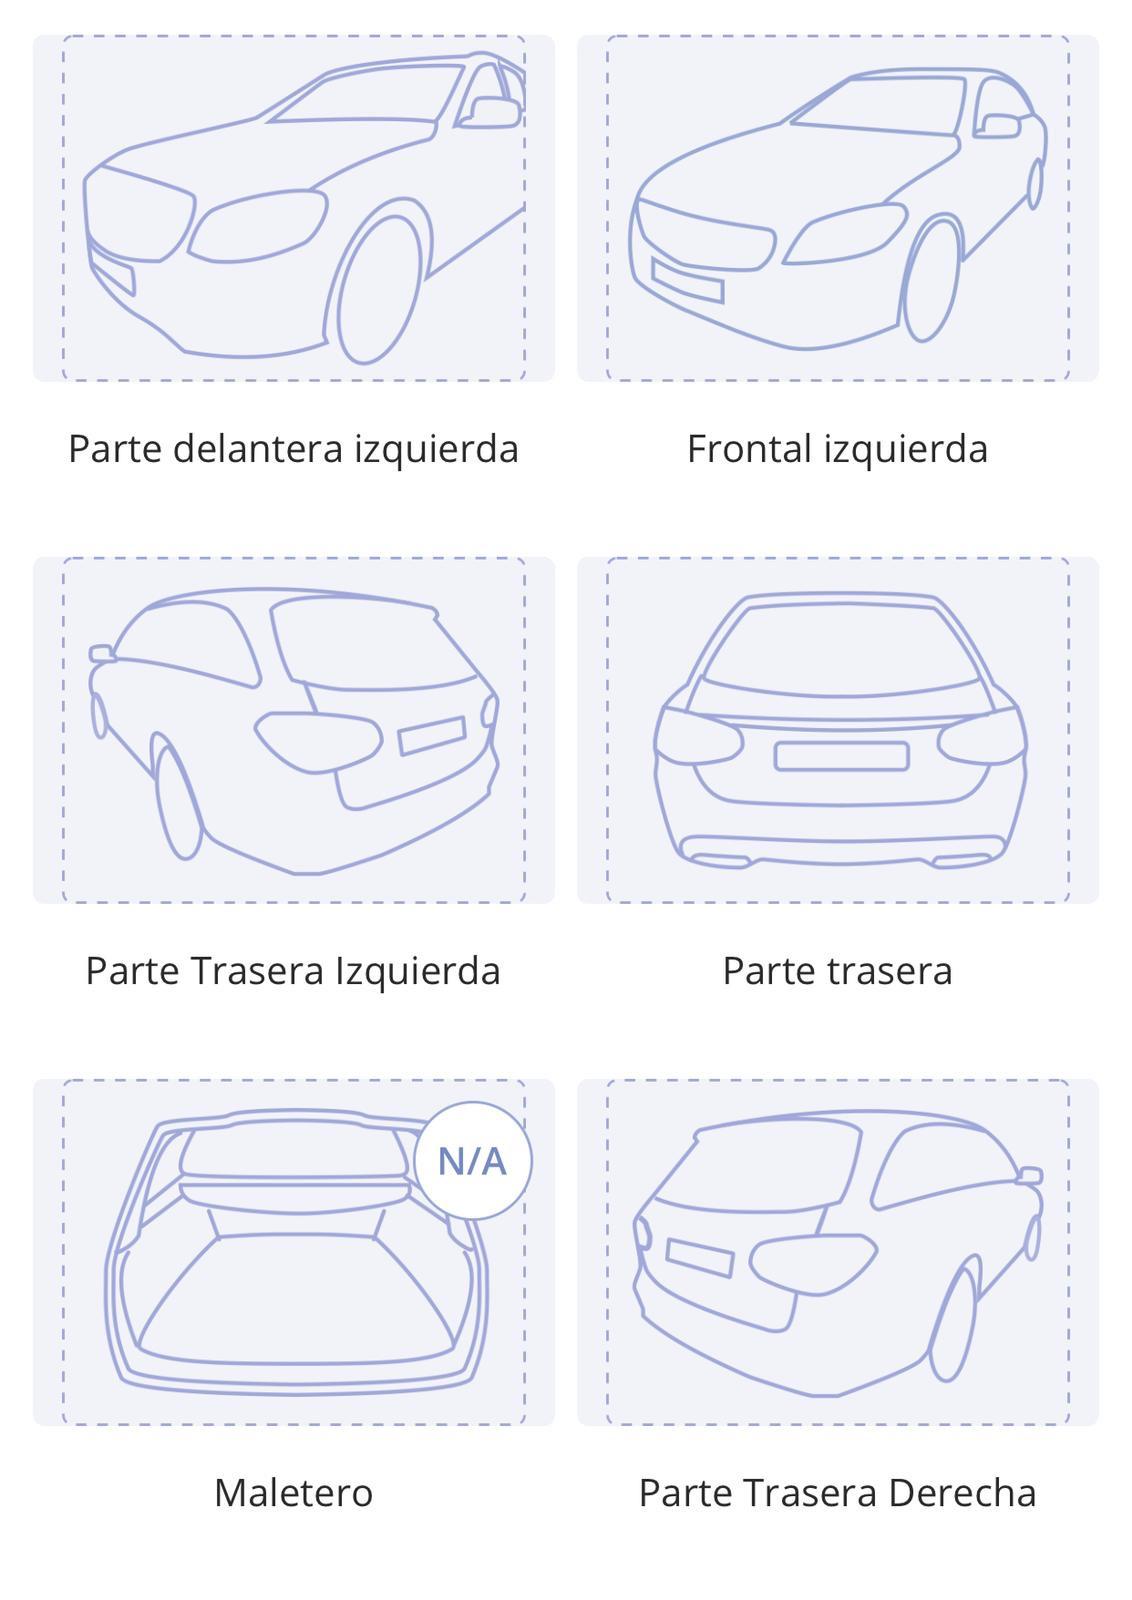 Parte delantera izquierda
Frontal izquierda
Parte Trasera Izquierda
Parte trasera
N/A
Maletero
Parte Trasera Derecha